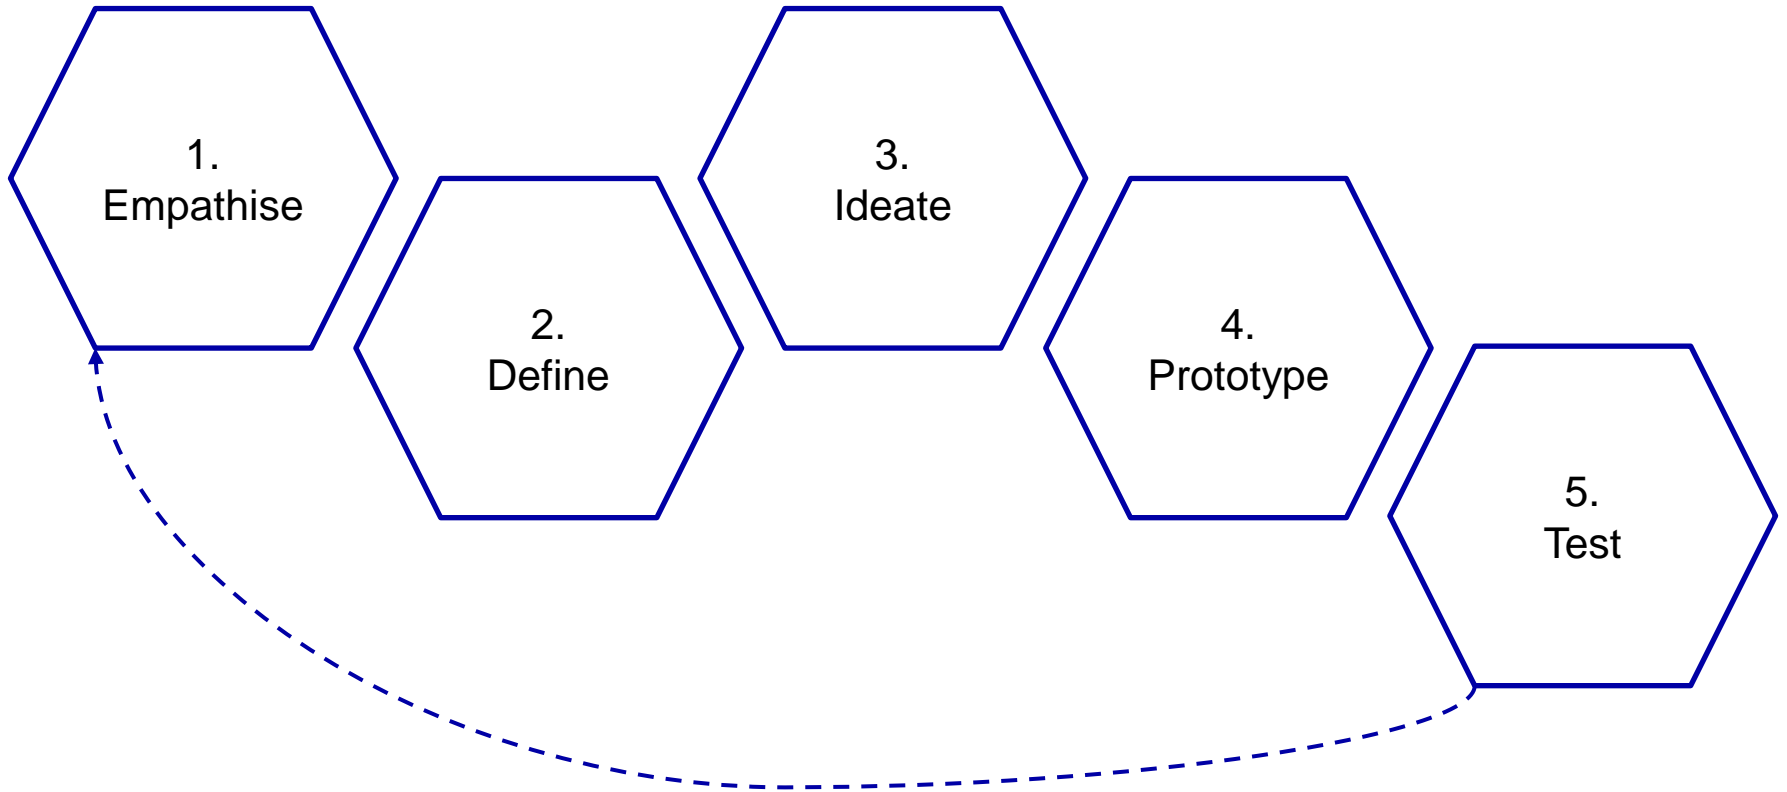 1.
Empathise
2.
Define
3.
Ideate
4.
Prototype
5.
Test